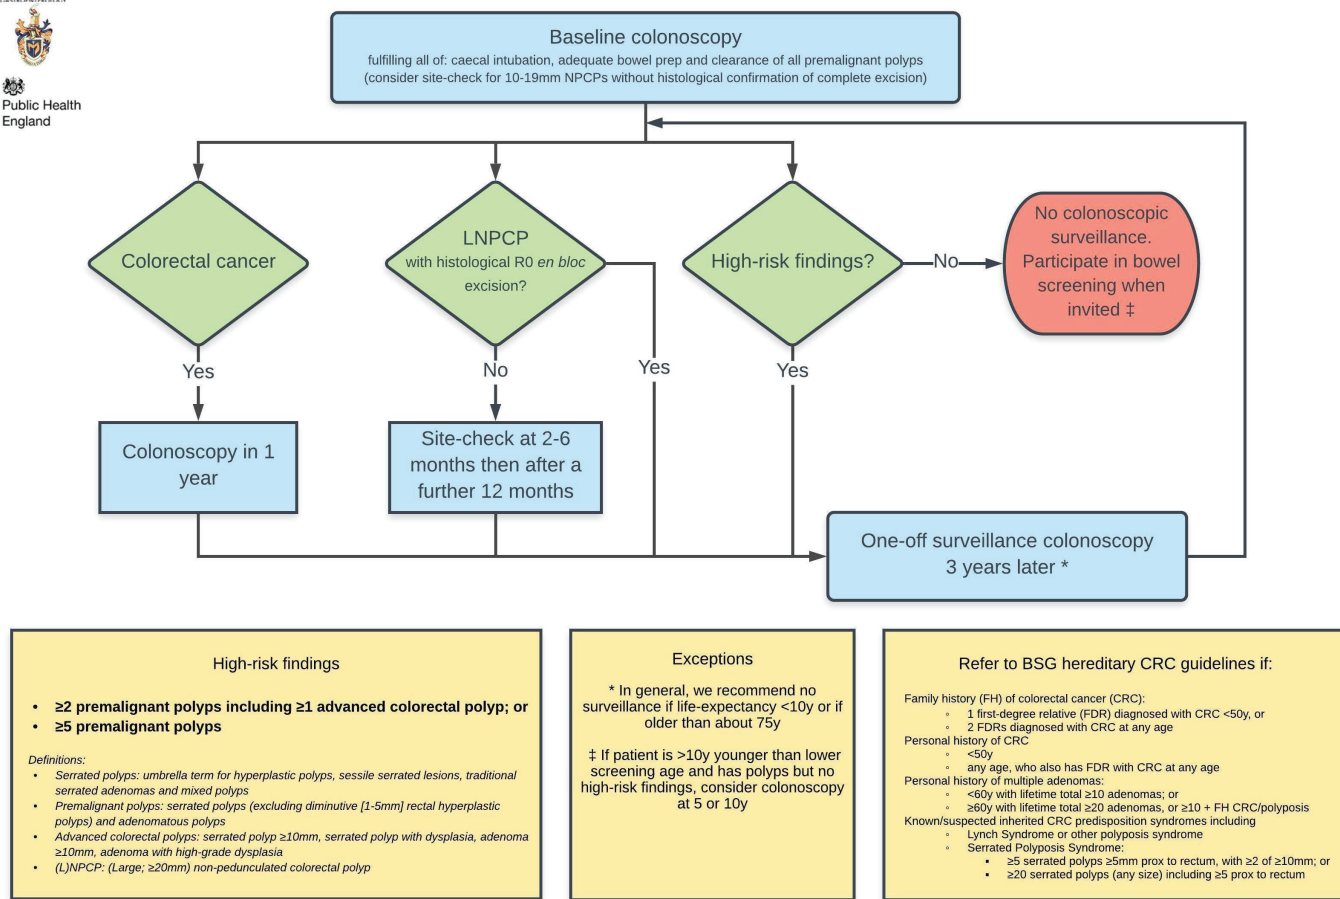 Public Health
England
Baseline colonoscopy
fulfilling all of: caecal intubation, adequate bowel prep and clearance of all premalignant polyps
(consider site-check for 10-19mm NPCPs without histological confirmation of complete excision)
Colorectal cancer
LNPCP
with histological R0 en bloc
excision?
High-risk findings?
No
No colonoscopic
surveillance.
Participate in bowel
screening when
invited ‡
Yes
No
Yes
Yes
Colonoscopy in 1
year
Site-check at 2-6
months then after a
further 12 months
One-off surveillance colonoscopy
3 years later *
High-risk findings
• ≥2 premalignant polyps including ≥1 advanced colorectal polyp; or
• ≥5 premalignant polyps
Definitions:
• Serrated polyps: umbrella term for hyperplastic polyps, sessile serrated lesions, traditional
serrated adenomas and mixed polyps
• Premalignant polyps: serrated polyps (excluding diminutive [1-5mm] rectal hyperplastic
polyps) and adenomatous polyps
• Advanced colorectal polyps: serrated polyp ≥10mm, serrated polyp with dysplasia, adenoma
≥10mm, adenoma with high-grade dysplasia
• (L)NPCP: (Large; ≥20mm) non-pedunculated colorectal polyp
Exceptions
* In general, we recommend no
surveillance if life-expectancy <10y or if
older than about 75y
‡ If patient is >10y younger than lower
screening age and has polyps but no
high-risk findings, consider colonoscopy
at 5 or 10y
Refer to BSG hereditary CRC guidelines if:
Family history (FH) of colorectal cancer (CRC):
◦ 1 first-degree relative (FDR) diagnosed with CRC <50y, or
◦ 2 FDRs diagnosed with CRC at any age
Personal history of CRC
◦ <50y
◦ any age, who also has FDR with CRC at any age
Personal history of multiple adenomas:
◦ <60y with lifetime total ≥10 adenomas; or
◦ ≥60y with lifetime total ≥20 adenomas, or ≥10 + FH CRC/polyposis
Known/suspected inherited CRC predisposition syndromes including
◦ Lynch Syndrome or other polyposis syndrome
◦ Serrated Polyposis Syndrome:
▪ ≥5 serrated polyps ≥5mm prox to rectum, with ≥2 of ≥10mm; or
▪ ≥20 serrated polyps (any size) including ≥5 prox to rectum